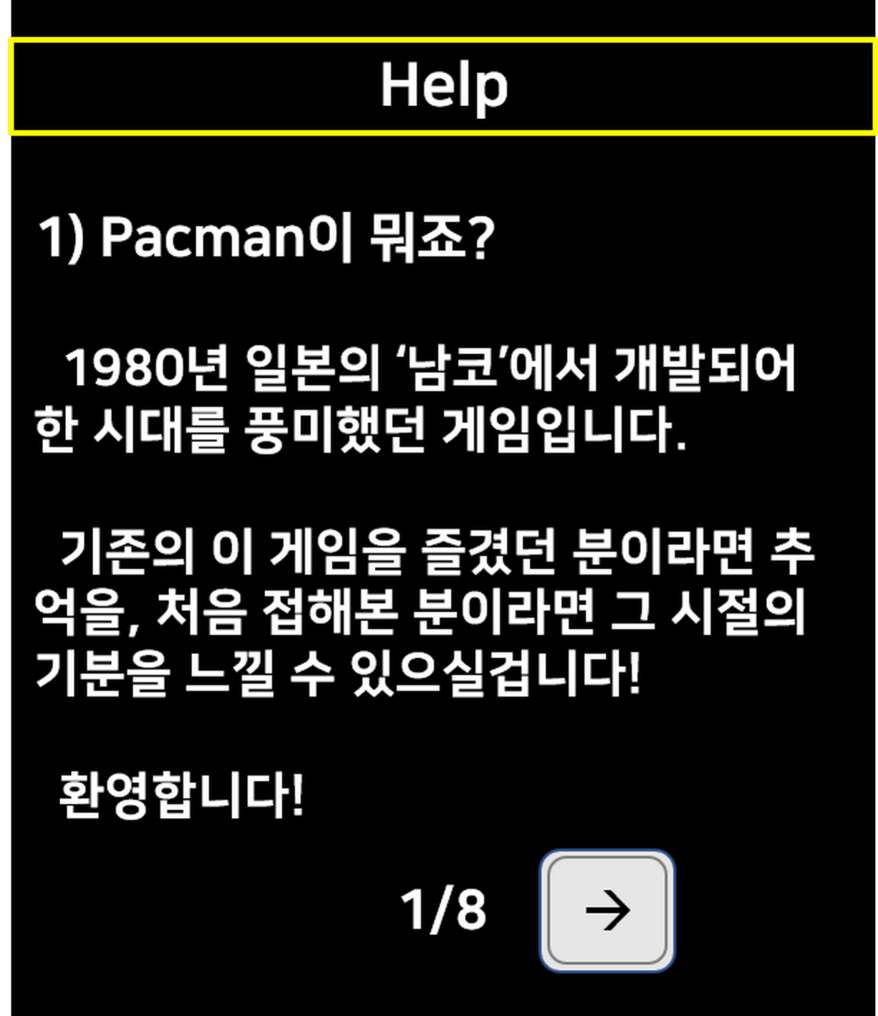 Help
1) Pacman이 뭐죠?
1980년 일본의 ‘남코’에서 개발되어
한 시대를 풍미했던 게임입니다.
기존의 이 게임을 즐겼던 분이라면 추
억을, 처음 접해본 분이라면 그 시절의
기분을 느낄 수 있으실겁니다!
환영합니다!
1/8 →